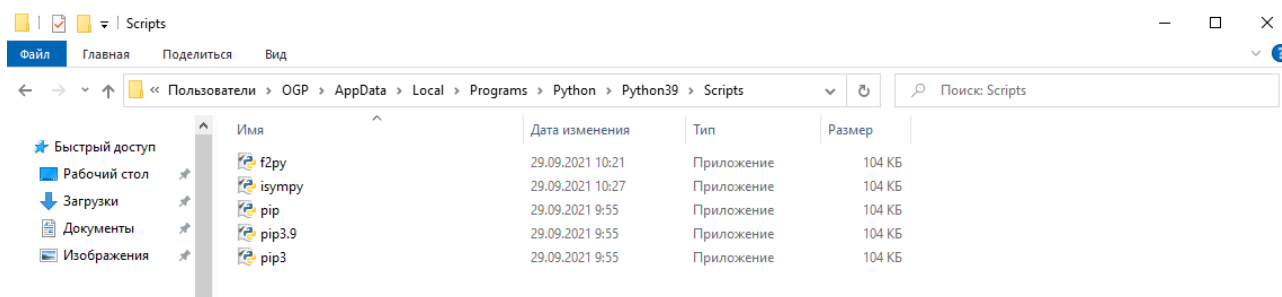 Scripts
Файл Главная Поделиться Вид
« Пользователи › OGP › AppData › Local › Programs › Python › Python39 › Scripts Поиск: Scripts
Имя Дата изменения Тип Размер
Быстрый доступ
Рабочий стол
Загрузки
Документы
Изображения
f2py 29.09.2021 10:21 Приложение 104 КБ
isympy 29.09.2021 10:27 Приложение 104 КБ
pip 29.09.2021 9:55 Приложение 104 КБ
pip3.9 29.09.2021 9:55 Приложение 104 КБ
pip3 29.09.2021 9:55 Приложение 104 КБ